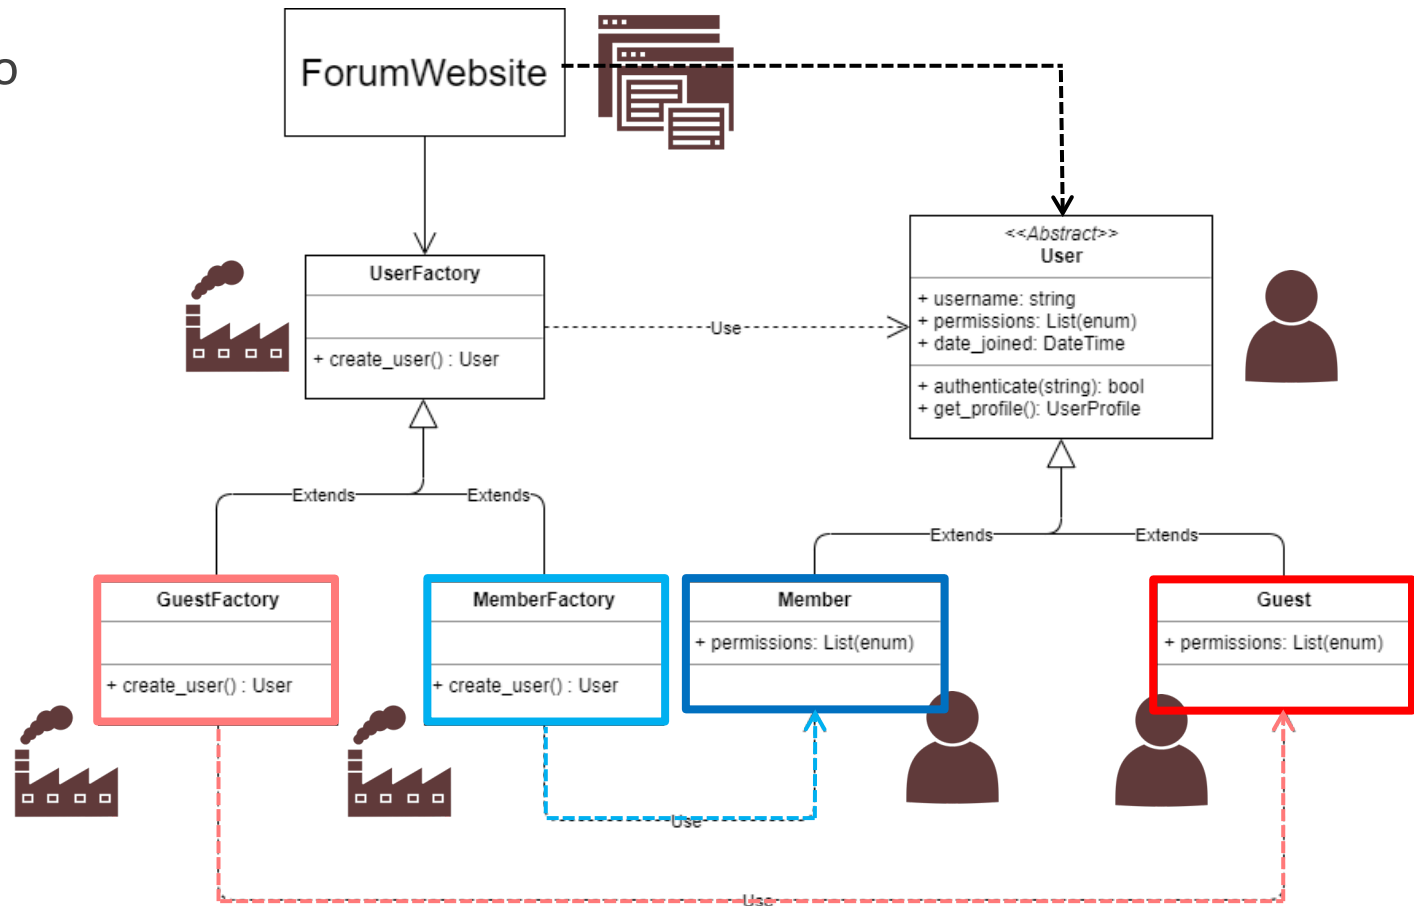 o
ForumWebsite
<<Abstract>>
User
+ username: string
+ permissions: List(enum)
+ date_joined: DateTime
+ authenticate(string): bool
+ get_profile(): UserProfile
UserFactory
+ create_user() : User
Use
Extends
Extends
Extends
Extends
GuestFactory
+ create_user() : User
MemberFactory
+ create_user() : User
Member
+ permissions: List(enum)
Guest
+ permissions: List(enum)
Use
Use